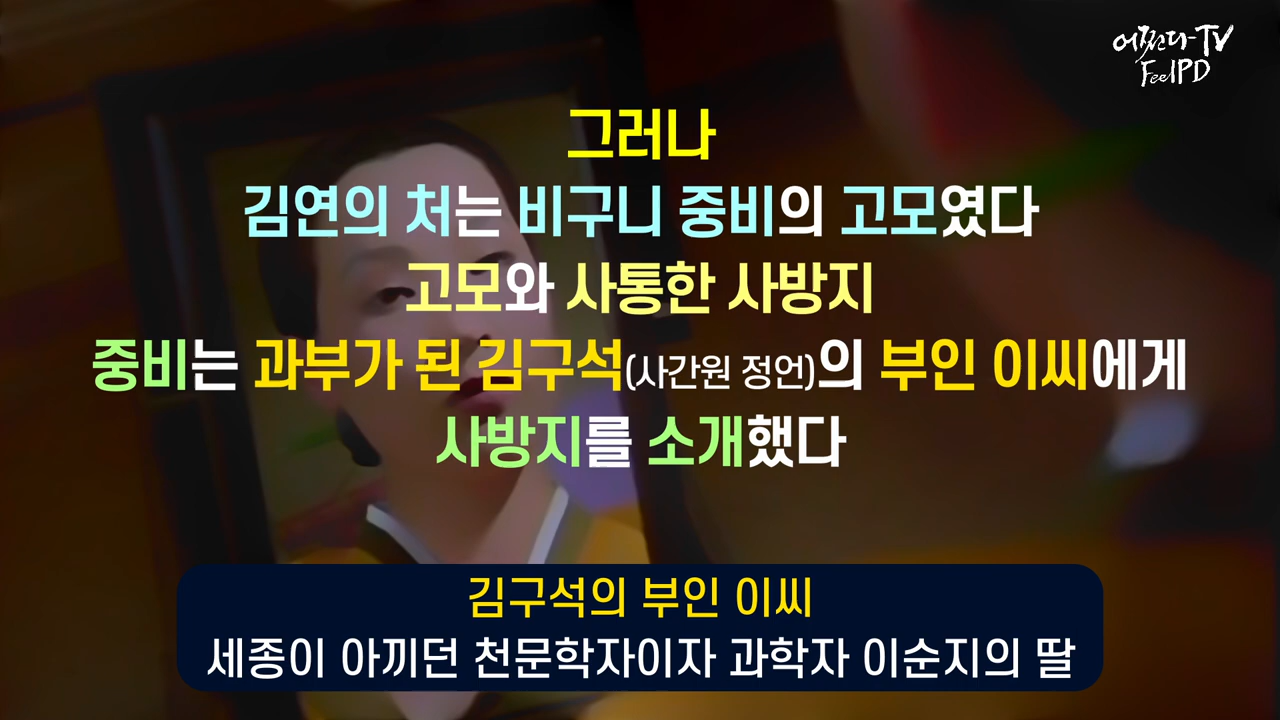 어쩐다-TV
FeelPD
그러나
김연의 처는 비구니 중비의 고모였다
고모와 사통한 사방지
중비는 과부가 된 김구석(사간원 정언)의 부인 이씨에게
사방지를 소개했다
김구석의 부인 이씨
세종이 아끼던 천문학자이자 과학자 이순지의 딸